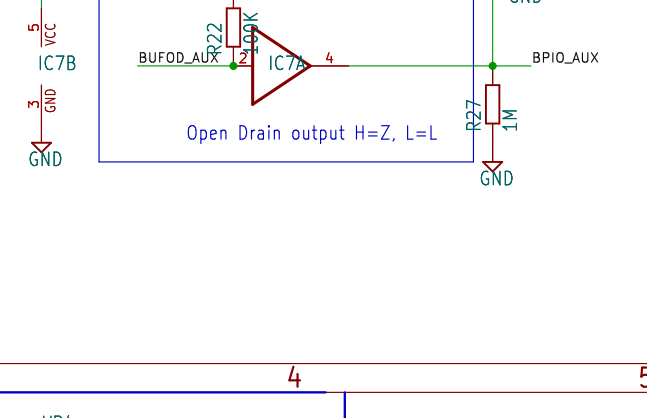 GND
5
VCC
R22
100K
BUFOD_AUX
2
IC7A
4
BPIO_AUX
IC7B
3
GND
R27
1M
Open Drain output H=Z, L=L
GND
GND
4
5